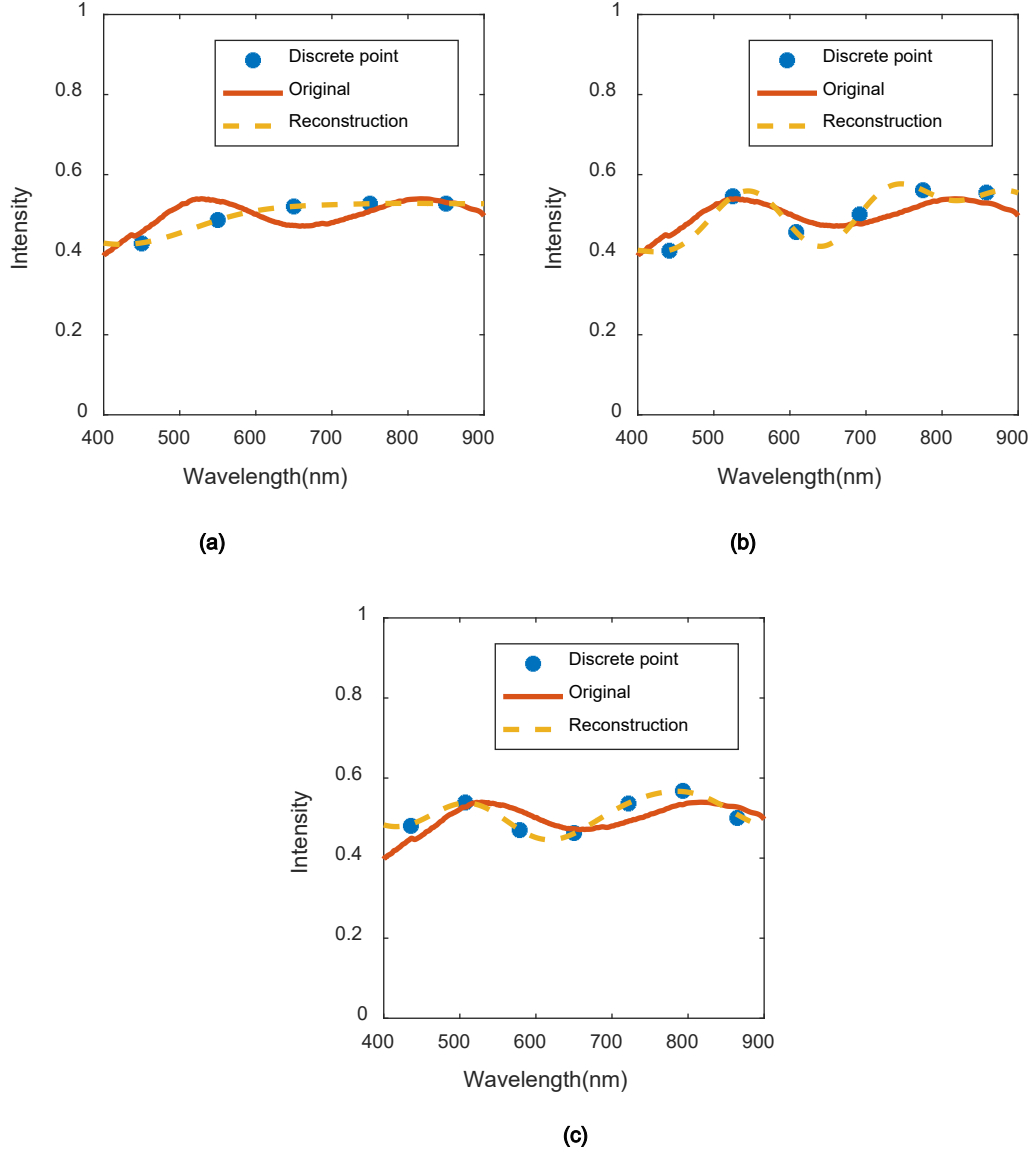 1
0.8
0.6
0.4
0.2
0
Intensity
Discrete point
Original
Reconstruction
400 500 600 700 800 900
Wavelength(nm)
(a)
1
0.8
0.6
0.4
0.2
0
Intensity
Discrete point
Original
Reconstruction
400 500 600 700 800 900
Wavelength(nm)
(b)
1
0.8
0.6
0.4
0.2
0
Intensity
Discrete point
Original
Reconstruction
400 500 600 700 800 900
Wavelength(nm)
(c)